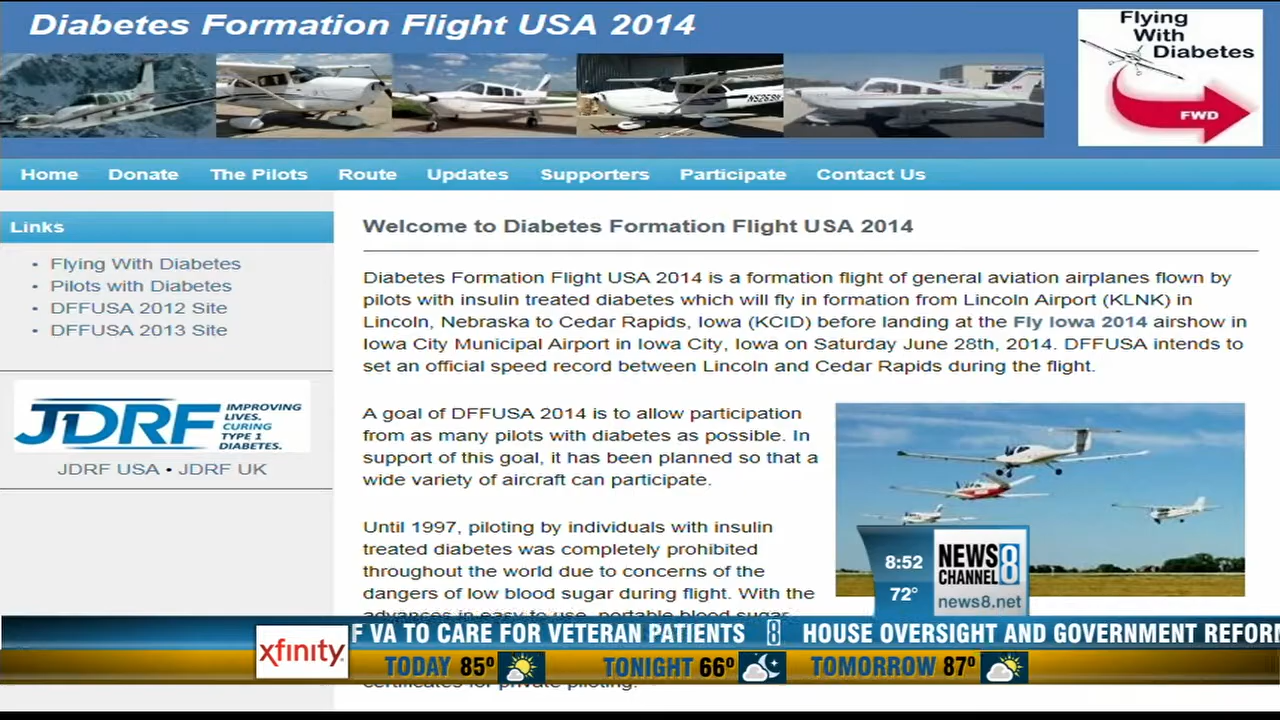 Diabetes Formation Flight USA 2014
Flying
With
Diabetes
FWD
N5269K
Home Donate The Pilots Route Updates Supporters Participate Contact Us
Links
• Flying With Diabetes
• Pilots with Diabetes
• DFFUSA 2012 Site
• DFFUSA 2013 Site
JDRF IMPROVING
LIVES.
CURING
TYPE 1
DIABETES.
JDRF USA • JDRF UK
Welcome to Diabetes Formation Flight USA 2014
Diabetes Formation Flight USA 2014 is a formation flight of general aviation airplanes flown by
pilots with insulin treated diabetes which will fly in formation from Lincoln Airport (KLNK) in
Lincoln, Nebraska to Cedar Rapids, Iowa (KCID) before landing at the Fly Iowa 2014 airshow in
Iowa City Municipal Airport in Iowa City, Iowa on Saturday June 28th, 2014. DFFUSA intends to
set an official speed record between Lincoln and Cedar Rapids during the flight.
A goal of DFFUSA 2014 is to allow participation
from as many pilots with diabetes as possible. In
support of this goal, it has been planned so that a
wide variety of aircraft can participate.
Until 1997, piloting by individuals with insulin
treated diabetes was completely prohibited
throughout the world due to concerns of the
dangers of low blood sugar during flight. With the
advances in easy to use, portable blood sugar
certificates for private piloting.
8:52
72°
NEWS
CHANNEL 8
news8.net
xfinity
F VA TO CARE FOR VETERAN PATIENTS 8 HOUSE OVERSIGHT AND GOVERNMENT REFOR
TODAY 85° TONIGHT 66° TOMORROW 87°